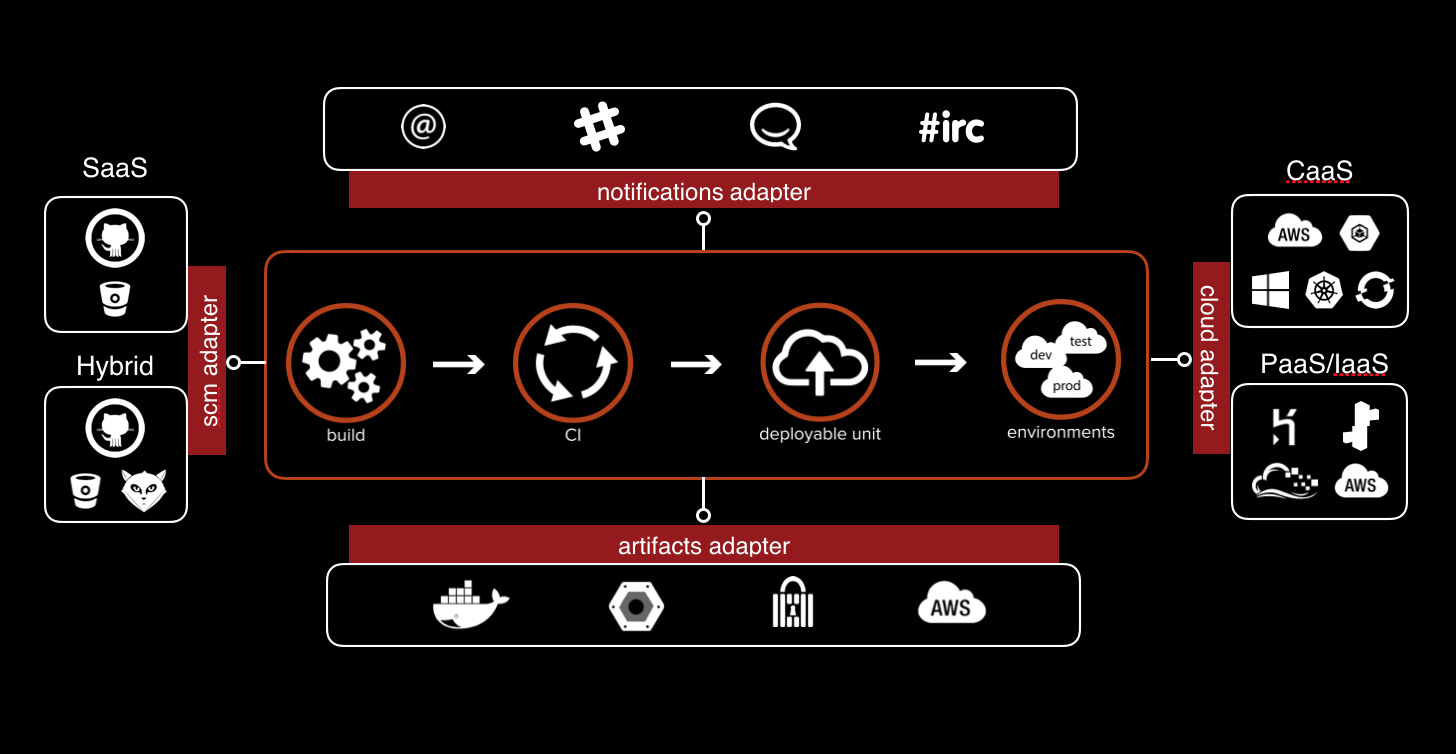 @
#irc
notifications adapter
SaaS
Hybrid
scm adapter
build
CI
deployable unit
dev
test
prod
environments
cloud adapter
CaaS
AWS
PaaS/IaaS
AWS
artifacts adapter
AWS